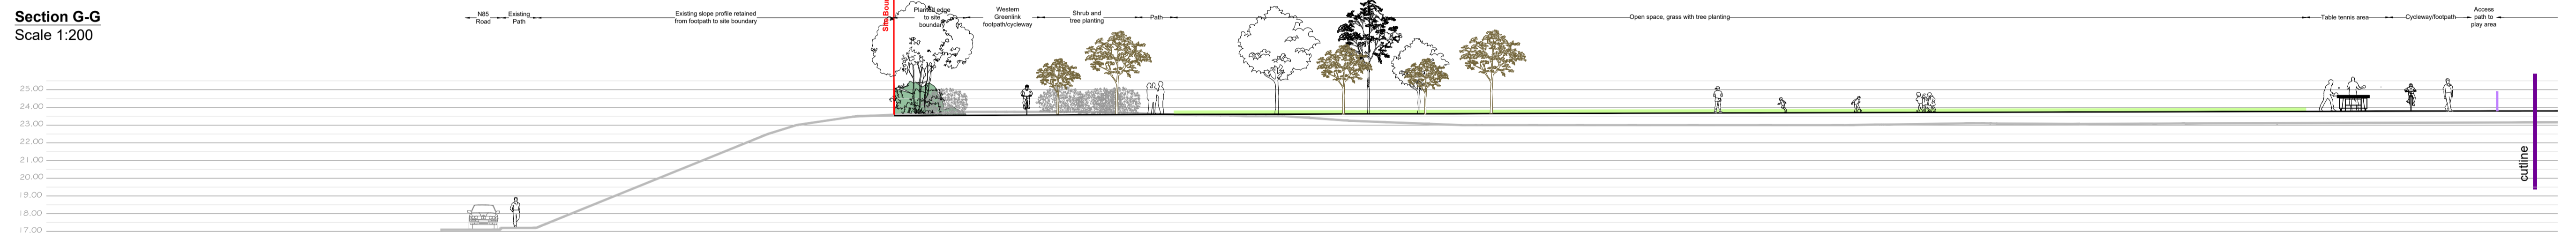 Section G-G
Scale 1:200
N85
Road
Existing
Path
Existing slope profile retained
from footpath to site boundary
Site Bou
Planted edge
to site
boundary
Western
Greenlink
footpath/cycleway
Shrub and
tree planting
Path
Open space, grass with tree planting
Table tennis area
Cycleway/footpath
Access
path to
play area
25.00
24.00
23.00
22.00
21.00
20.00
19.00
18.00
17.00
cutline